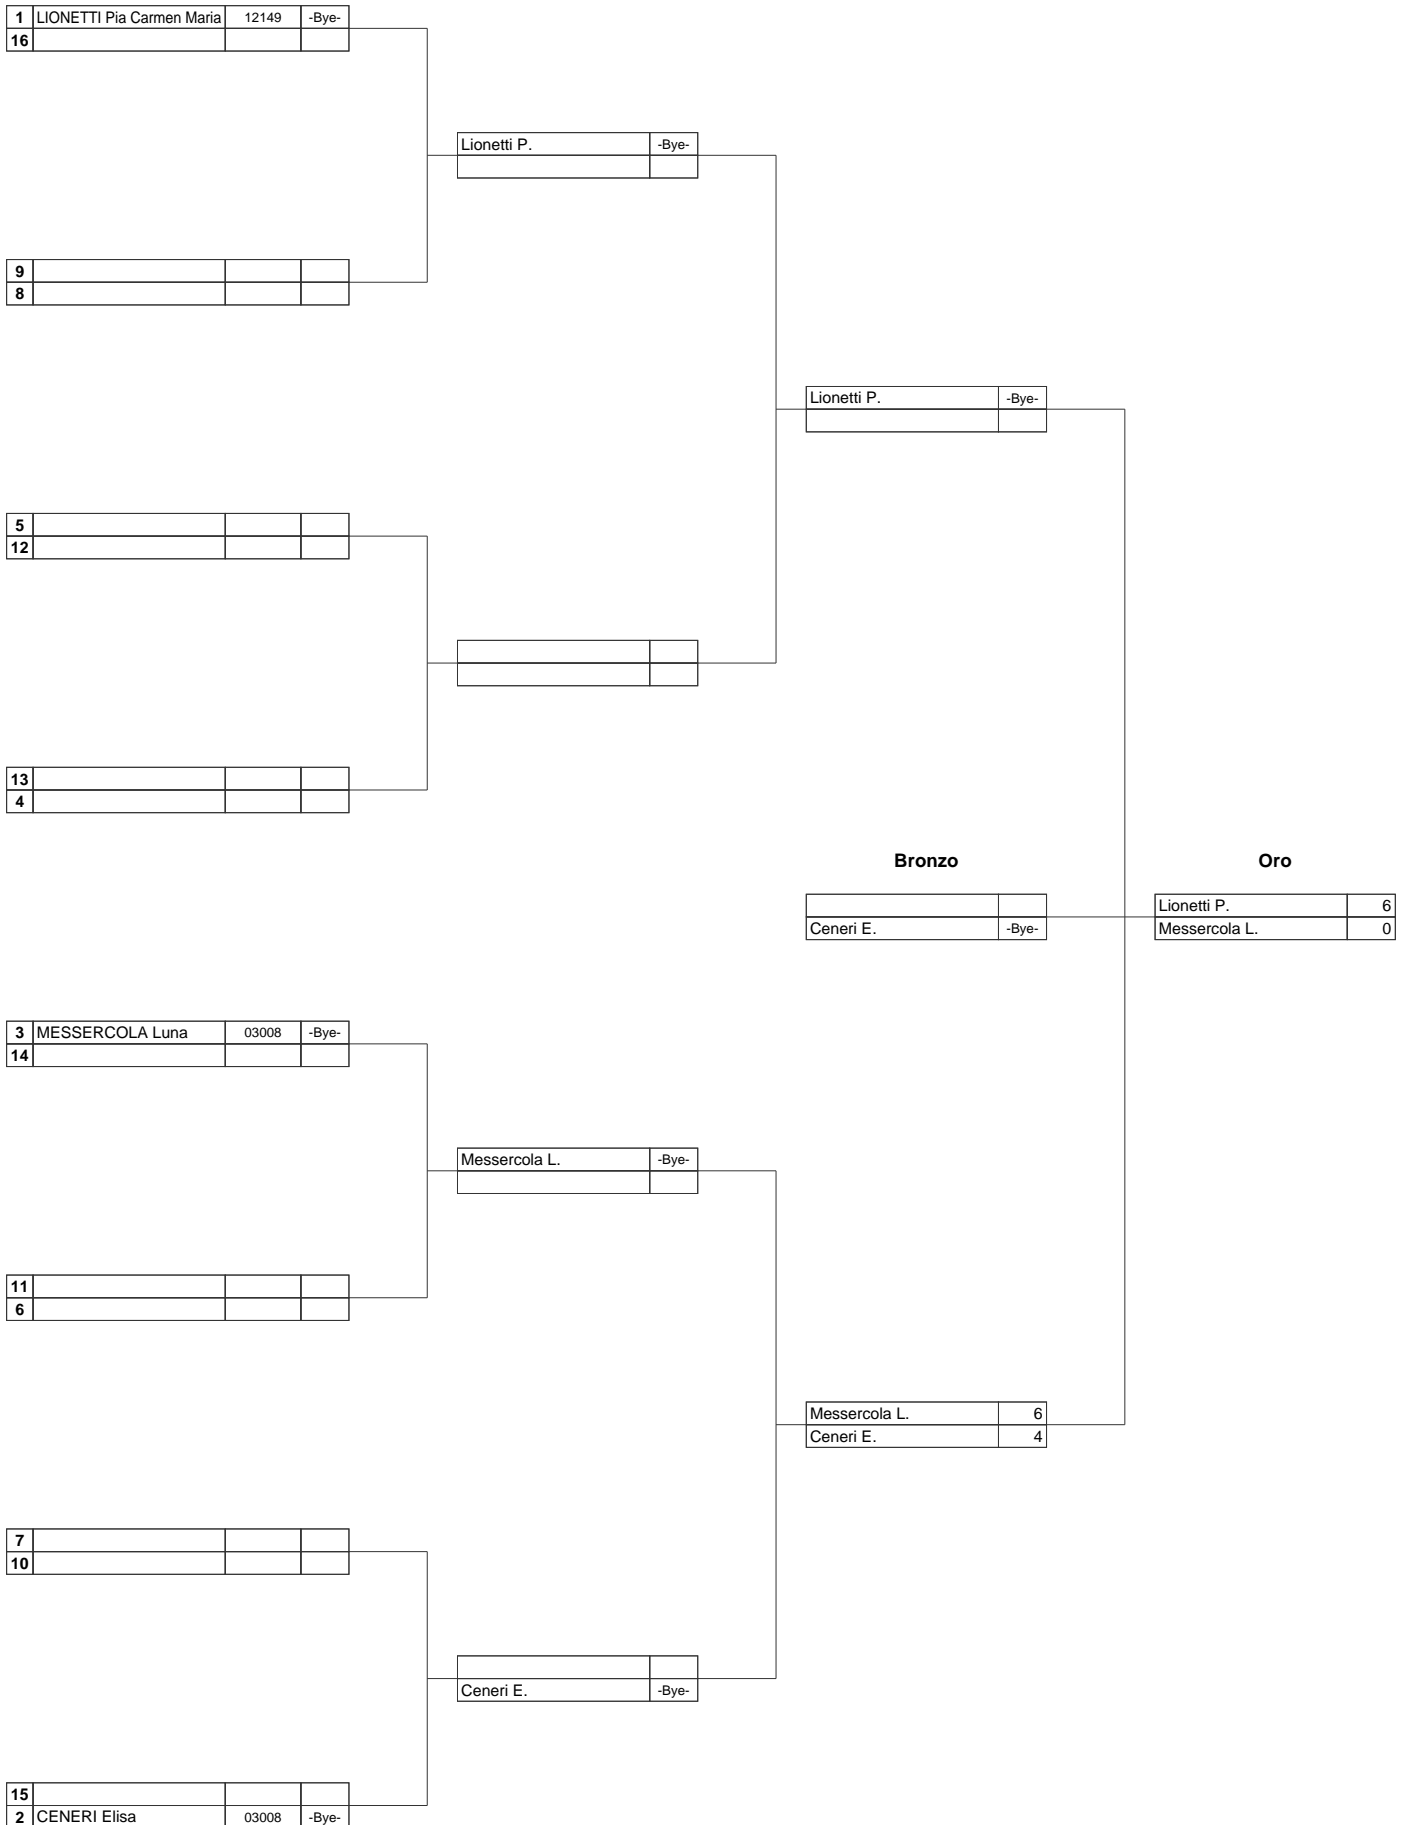 1 LIONETTI Pia Carmen Maria 12149 -Bye-
16
Lionetti P. -Bye-
9
8
Lionetti P. -Bye-
5
12
13
4
Bronzo Oro
Lionetti P. 6
Ceneri E. -Bye- Messercola L. 0
3 MESSERCOLA Luna 03008 -Bye-
14
Messercola L. -Bye-
11
6
Messercola L. 6
Ceneri E. 4
7
10
Ceneri E. -Bye-
15
2 CENERI Elisa 03008 -Bye-